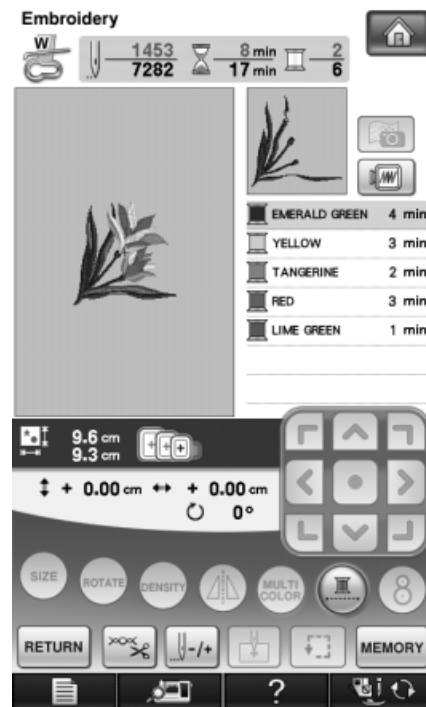 Embroidery
W
1453 8 min 2
7282 17 min 6
EMERALD GREEN 4 min
YELLOW 3 min
TANGERINE 2 min
RED 3 min
LIME GREEN 1 min
9.6 cm
9.3 cm
+ 0.00 cm + 0.00 cm
0°
SIZE ROTATE DENSITY MULTI COLOR 8
RETURN -/+ MEMORY
?